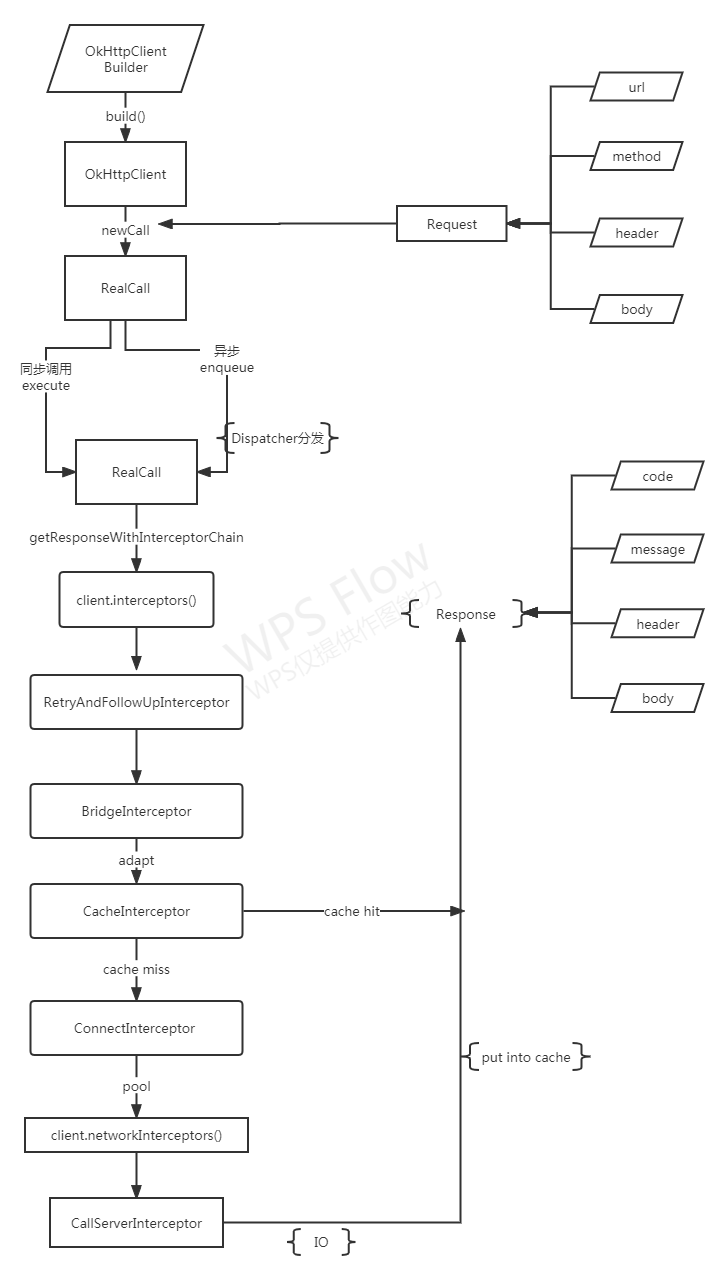 OkHttpClient
Builder
build()
OkHttpClient
newCall
RealCall
url
method
header
body
Request
同步调用
execute
异步
enqueue
Dispatcher分发
RealCall
getResponseWithInterceptorChain
client.interceptors()
RetryAndFollowUpInterceptor
BridgeInterceptor
adapt
CacheInterceptor
cache hit
cache miss
ConnectInterceptor
pool
client.networkInterceptors()
CallServerInterceptor
IO
put into cache
Response
code
message
header
body
WPS Flow
WPS仅提供作图能力